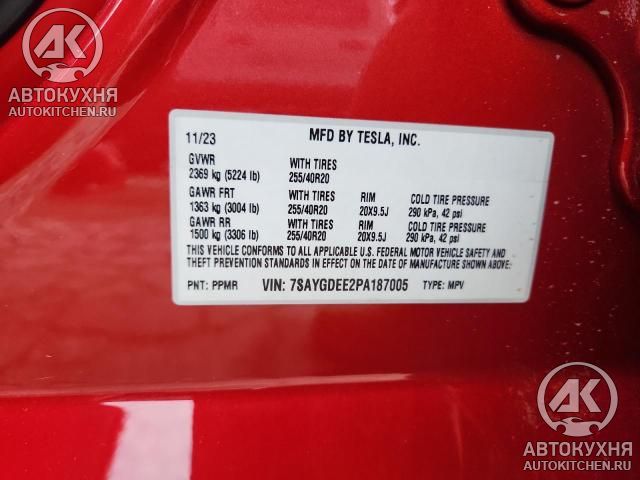 AK
АВТОКУХНЯ
AUTOKITCHEN.RU
11/23 MFD BY TESLA, INC.
GVWR WITH TIRES
2369 kg (5224 lb) 255/40R20
GAWR FRT WITH TIRES RIM COLD TIRE PRESSURE
1363 kg (3004 lb) 255/40R20 20X9.5J 290 kPa, 42 psi
GAWR RR WITH TIRES RIM COLD TIRE PRESSURE
1500 kg (3306 lb) 255/40R20 20X9.5J 290 kPa, 42 psi
THIS VEHICLE CONFORMS TO ALL APPLICABLE U.S. FEDERAL MOTOR VEHICLE SAFETY AND
THEFT PREVENTION STANDARDS IN EFFECT ON THE DATE OF MANUFACTURE SHOWN ABOVE.
PNT: PPMR VIN: 7SAYGDEE2PA187005 TYPE: MPV
AK
АВТОКУХНЯ
AUTOKITCHEN.RU